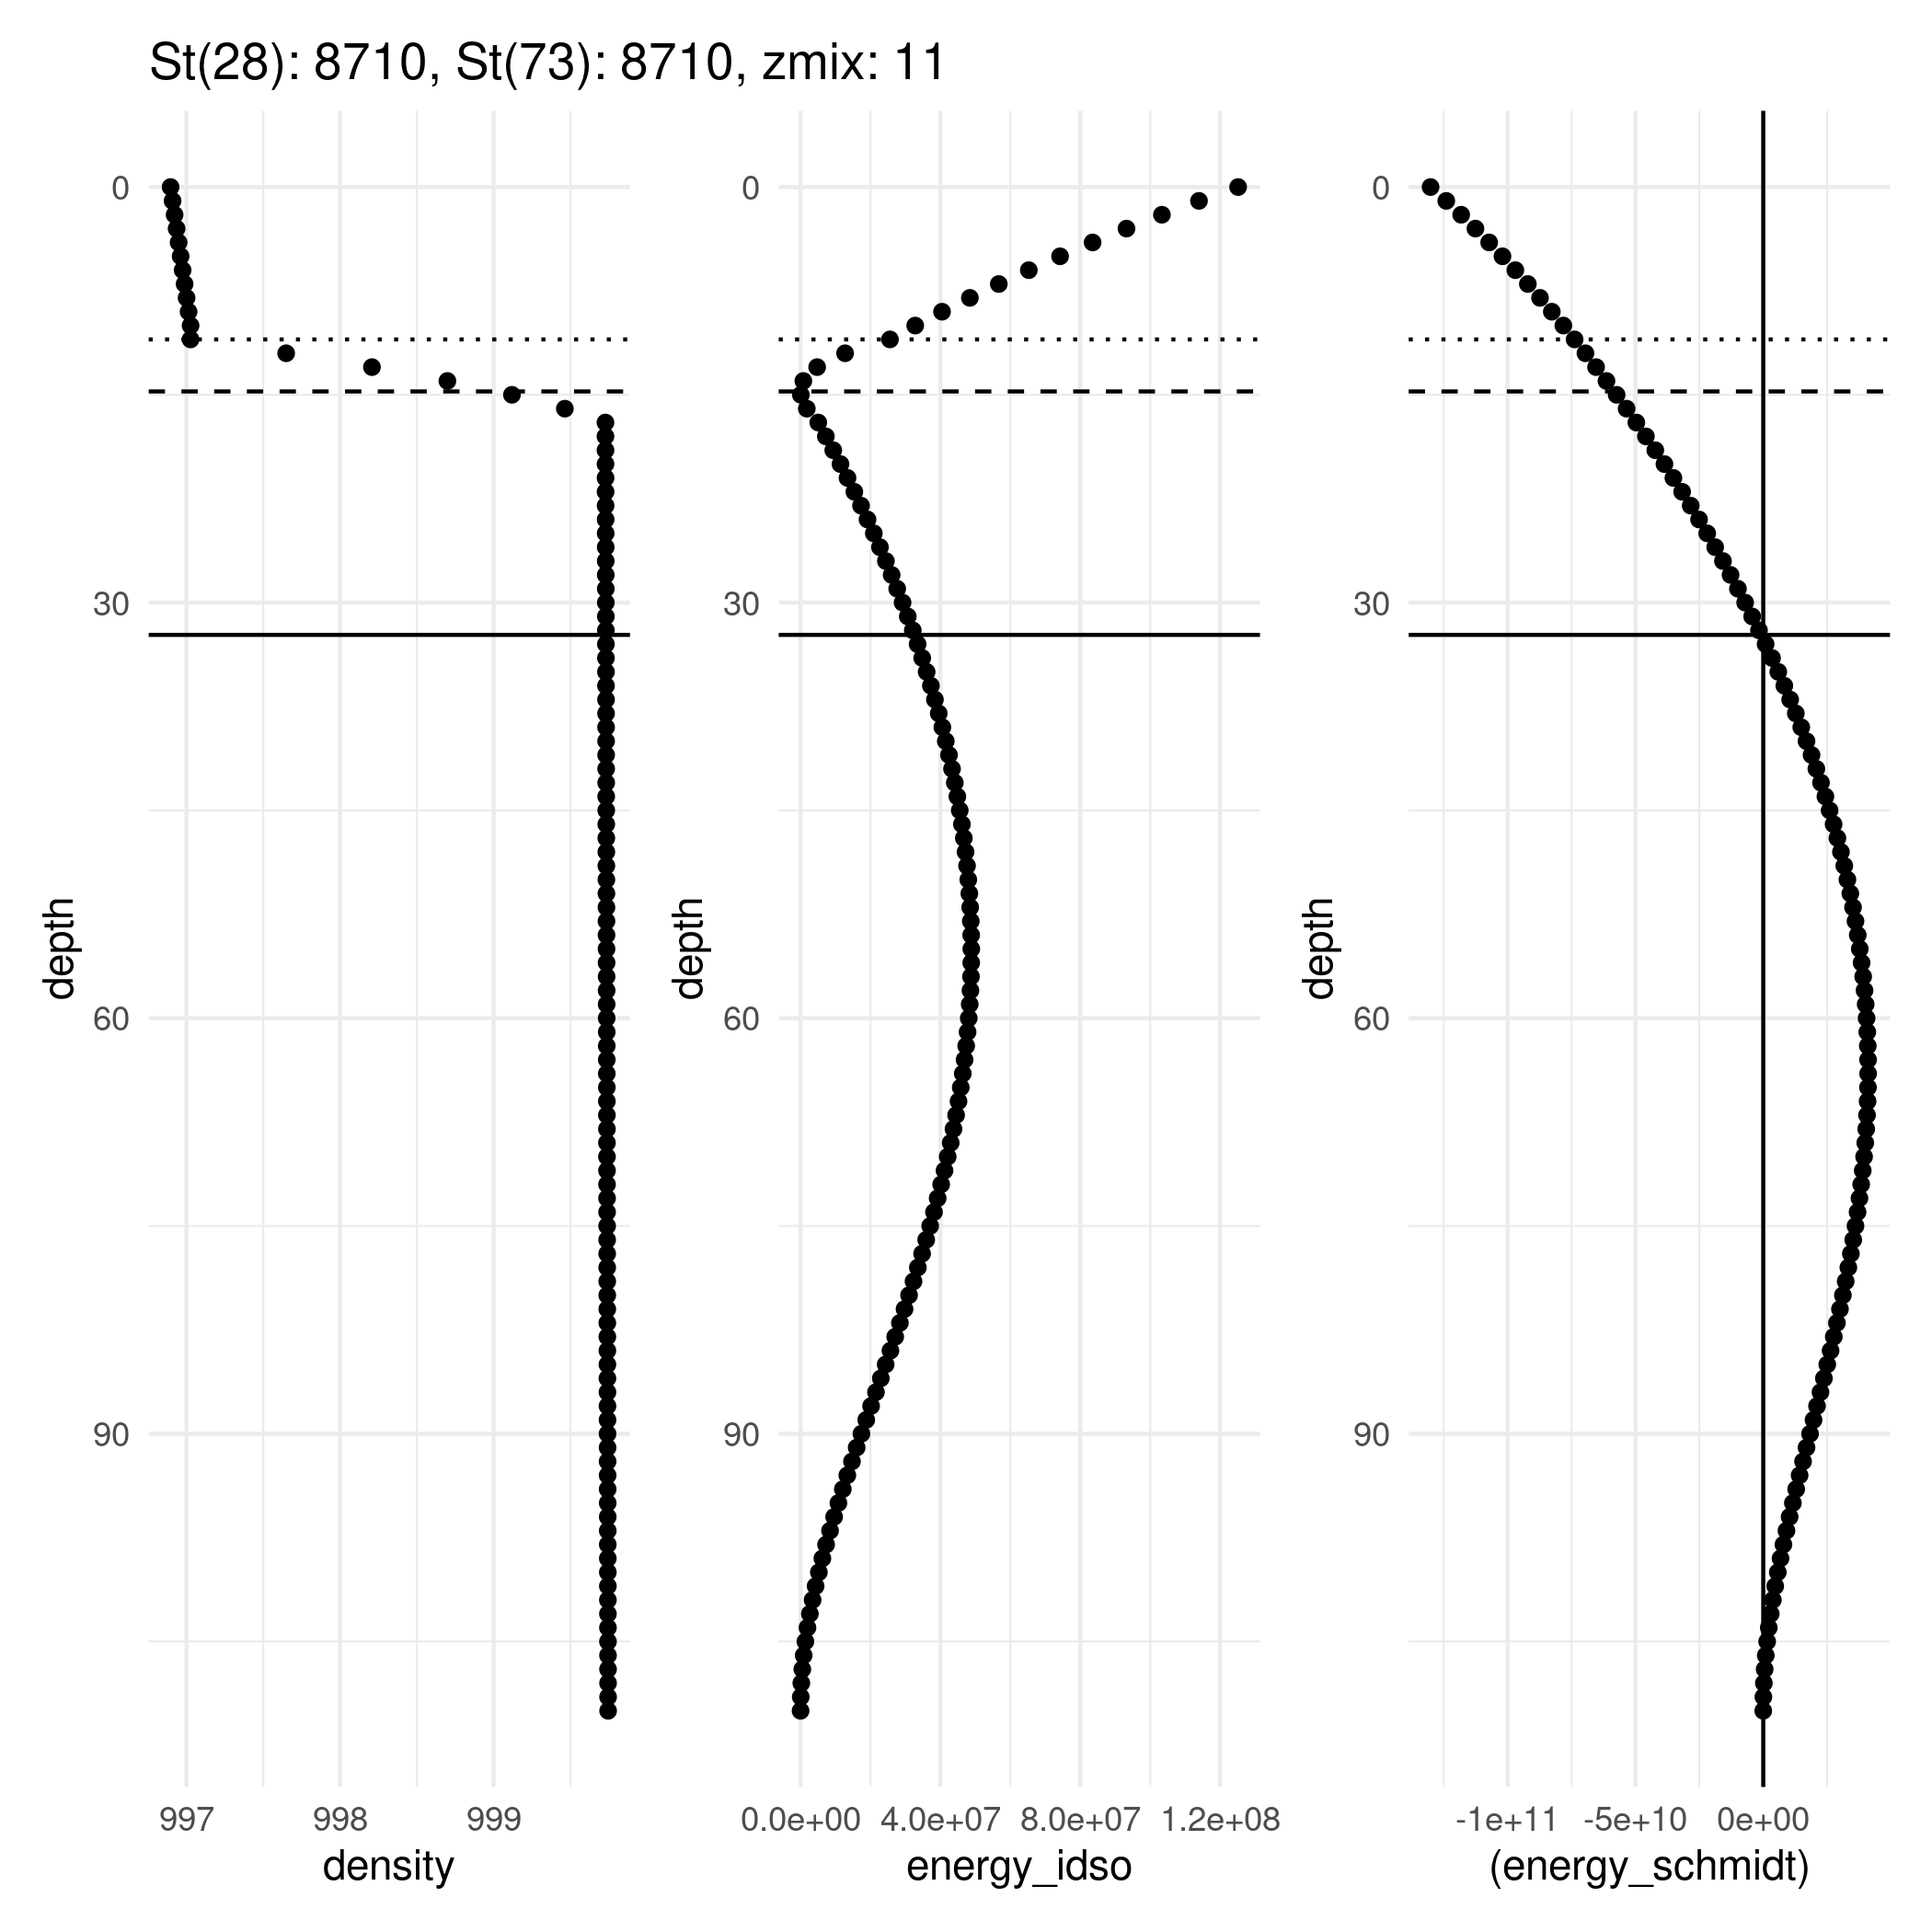 St(28): 8710, St(73): 8710, zmix: 11
0
30
60
90
depth
997 998 999
density
0
30
60
90
depth
0.0e+00 4.0e+07 8.0e+07 1.2e+08
energy_idso
0
30
60
90
depth
-1e+11 -5e+10 0e+00
(energy_schmidt)